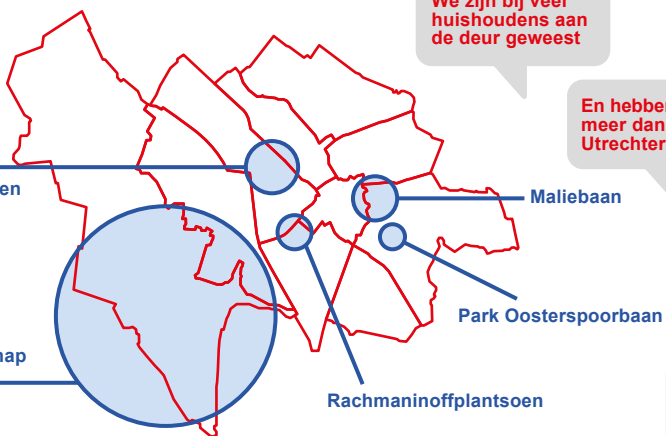 We zijn bij veel
huishoudens aan
de deur geweest
En hebben
meer dan
Utrechter
en
Maliebaan
Park Oosterspoorbaan
hap
Rachmaninoffplantsoen